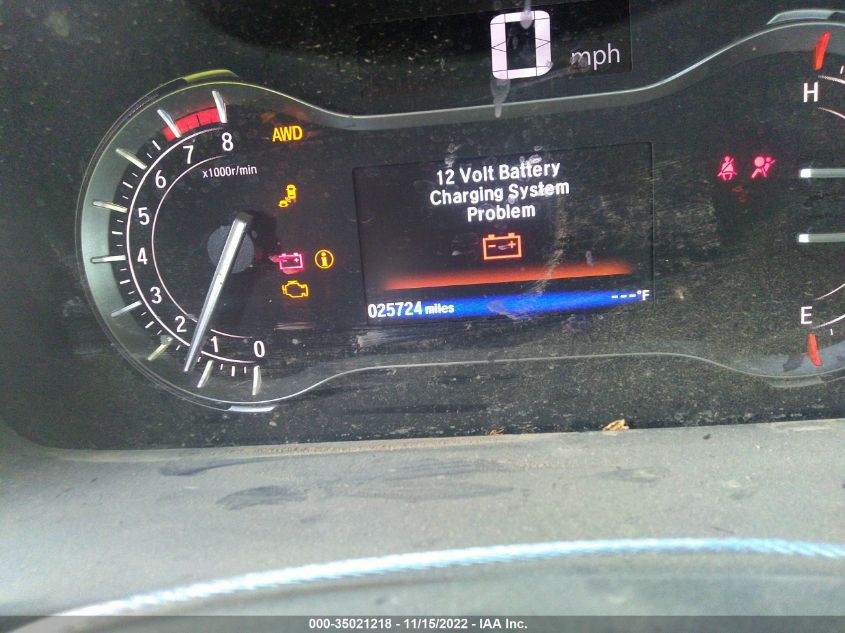 0 mph
H
8
7
6
5
4
3
2
1
0
x1000r/min
AWD
i
12 Volt Battery
Charging System
Problem
025724 miles
---°F
E
000-35021218 - 11/15/2022 - IAA Inc.